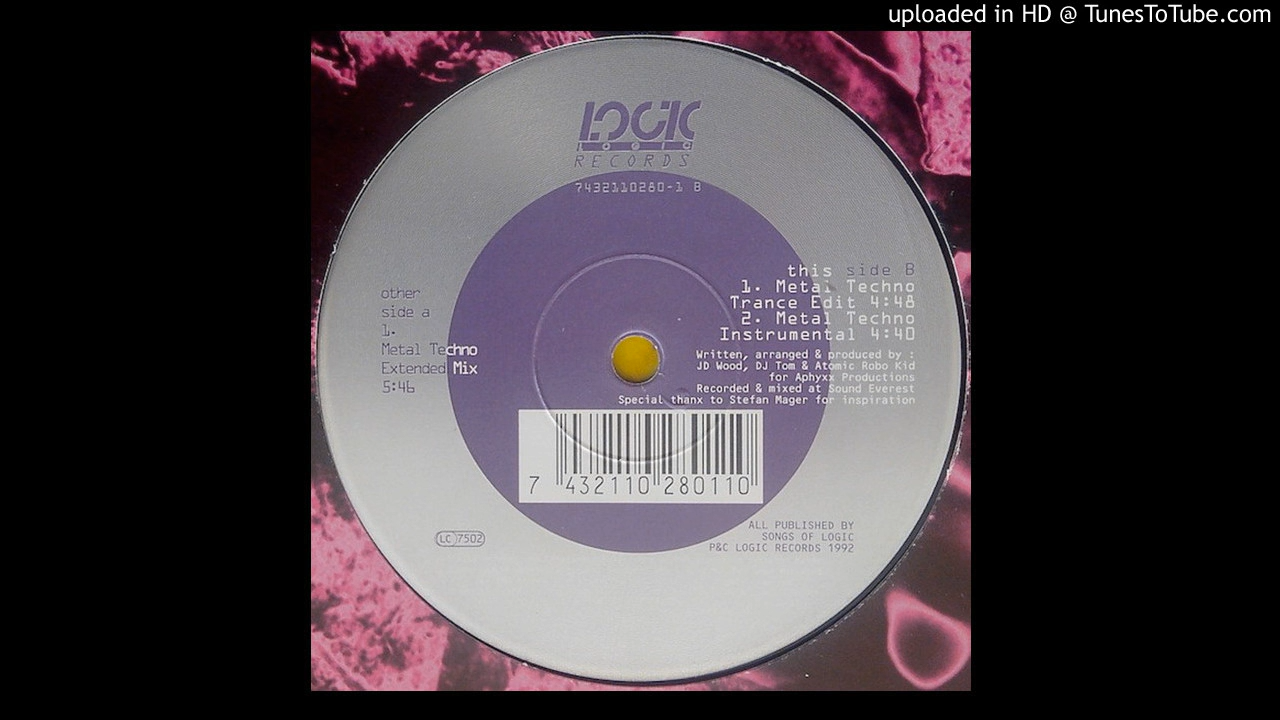 uploaded in HD @ TunesToTube.com
LOGIC
LOGIC
RECORDS
7432110280-1 B
this side B
1. Metal Techno
Trance Edit 4:48
2. Metal Techno
Instrumental 4:40
Written, arranged & produced by :
JD Wood, DJ Tom & Atomic Robo Kid
for Aphyxx Productions
Recorded & mixed at Sound Everest
Special thanx to Stefan Mager for inspiration
other
side a
1.
Metal Techno
Extended Mix
5:46
7 432110 280110
LC 7502
ALL PUBLISHED BY
SONGS OF LOGIC
P&C LOGIC RECORDS 1992